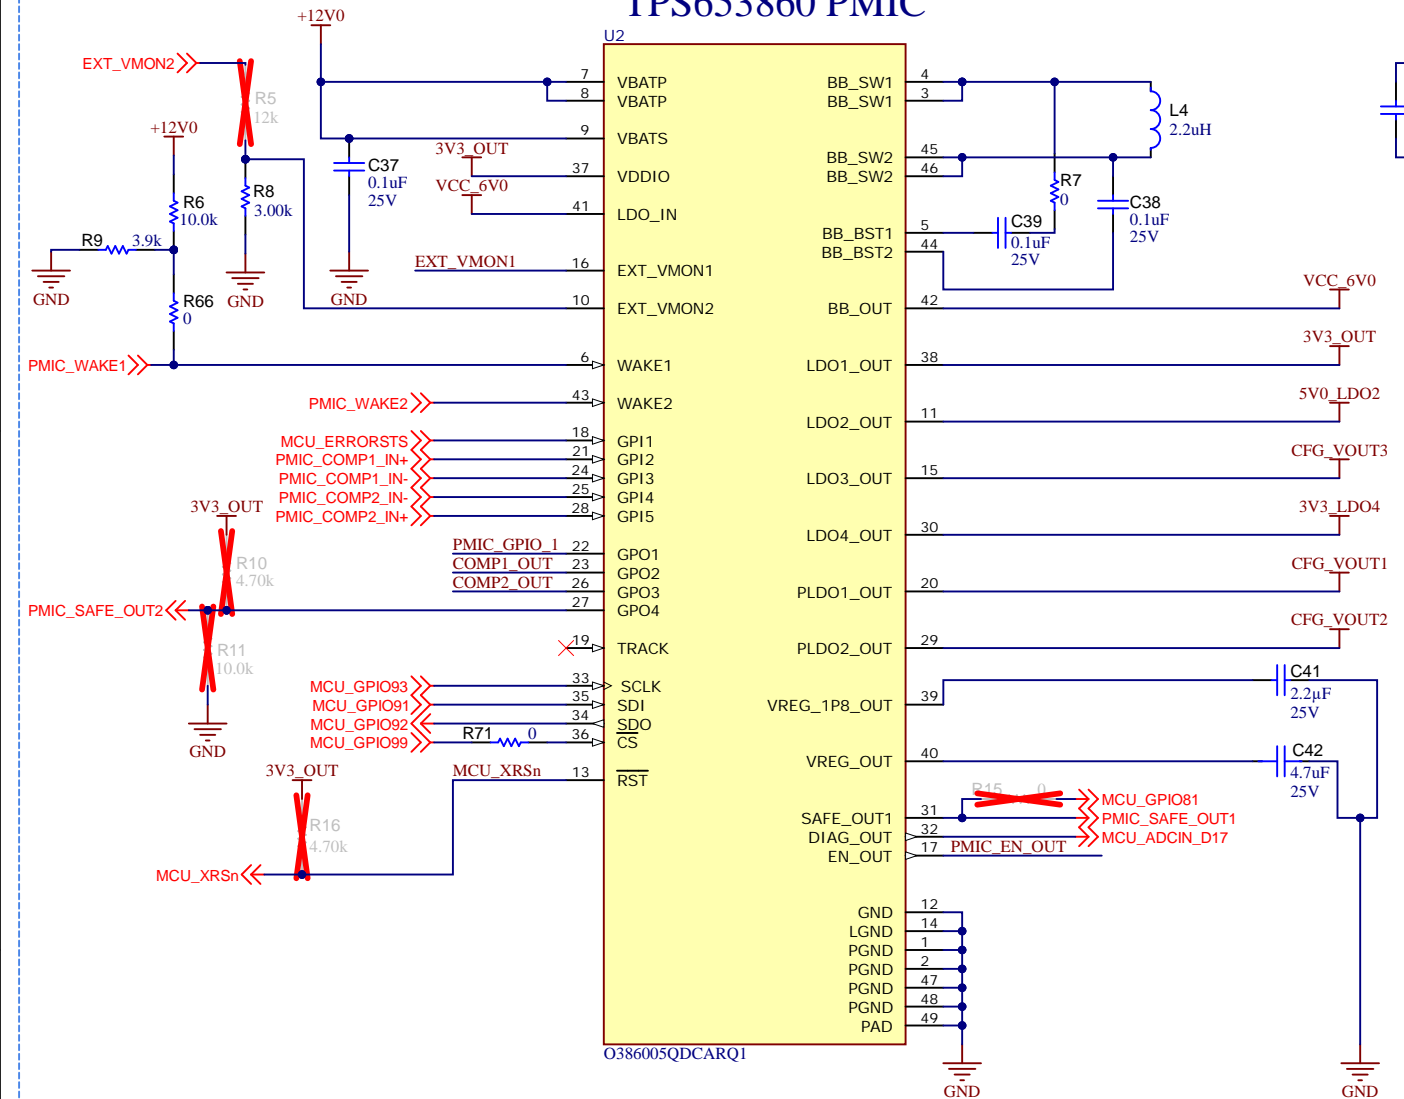 TPS653860 PMIC
+12V0
U2
EXT_VMON2
R5
12k
+12V0
R6
10.0k
R8
3.00k
R9 3.9k
GND
GND
GND
C37
0.1uF
25V
3V3_OUT
VCC_6V0
EXT_VMON1
R66
0
PMIC_WAKE1
PMIC_WAKE2
MCU_ERRORSTS
PMIC_COMP1_IN+
PMIC_COMP1_IN-
PMIC_COMP2_IN-
PMIC_COMP2_IN+
3V3_OUT
R10
4.70k
PMIC_GPIO_1
COMP1_OUT
COMP2_OUT
PMIC_SAFE_OUT2
R11
10.0k
GND
MCU_GPIO93
MCU_GPIO91
MCU_GPIO92
MCU_GPIO99
R71 0
3V3_OUT
MCU_XRSn
R16
4.70k
MCU_XRSn
7 VBATP
8 VBATP
9 VBATS
37 VDDIO
41 LDO_IN
16 EXT_VMON1
10 EXT_VMON2
6 WAKE1
43 WAKE2
18 GPI1
21 GPI2
24 GPI3
25 GPI4
28 GPI5
22 GPO1
23 GPO2
26 GPO3
27 GPO4
19 TRACK
33 SCLK
35 SDI
34 SDO
36 CS
13 RST
BB_SW1 4
BB_SW1 3
BB_SW2 45
BB_SW2 46
BB_BST1 5
BB_BST2 44
BB_OUT 42
LDO1_OUT 38
LDO2_OUT 11
LDO3_OUT 15
LDO4_OUT 30
PLDO1_OUT 20
PLDO2_OUT 29
VREG_1P8_OUT 39
VREG_OUT 40
SAFE_OUT1 31
DIAG_OUT 32
EN_OUT 17
GND 12
LGND 14
PGND 1
PGND 2
PGND 47
PGND 48
PAD 49
O386005QDCARQ1
L4
2.2uH
R7
0
C38
0.1uF
25V
C39
0.1uF
25V
VCC_6V0
3V3_OUT
5V0_LDO2
CFG_VOUT3
3V3_LDO4
CFG_VOUT1
CFG_VOUT2
C41
2.2µF
25V
C42
4.7uF
25V
R15 0
MCU_GPIO81
PMIC_SAFE_OUT1
MCU_ADCIN_D17
PMIC_EN_OUT
GND
GND